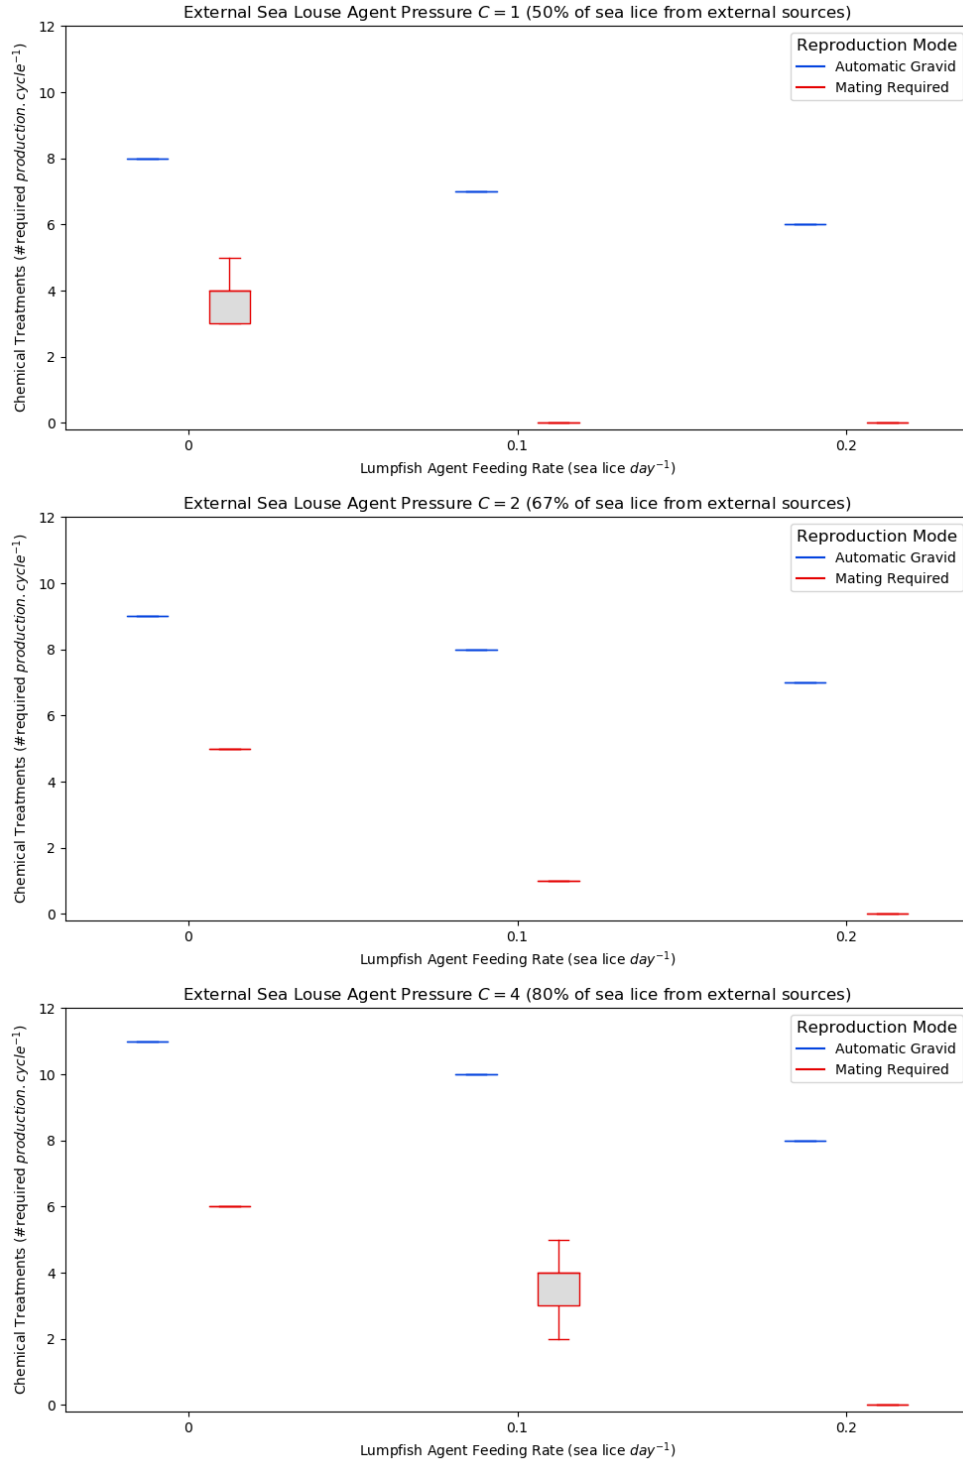 External Sea Louse Agent Pressure C = 1 (50% of sea lice from external sources)
Chemical Treatments (#required production.cycle⁻¹)
12
10
8
6
4
2
0
Reproduction Mode
Automatic Gravid
Mating Required
0 0.1 0.2
Lumpfish Agent Feeding Rate (sea lice day⁻¹)
External Sea Louse Agent Pressure C = 2 (67% of sea lice from external sources)
Chemical Treatments (#required production.cycle⁻¹)
12
10
8
6
4
2
0
Reproduction Mode
Automatic Gravid
Mating Required
0 0.1 0.2
Lumpfish Agent Feeding Rate (sea lice day⁻¹)
External Sea Louse Agent Pressure C = 4 (80% of sea lice from external sources)
Chemical Treatments (#required production.cycle⁻¹)
12
10
8
6
4
2
0
Reproduction Mode
Automatic Gravid
Mating Required
0 0.1 0.2
Lumpfish Agent Feeding Rate (sea lice day⁻¹)